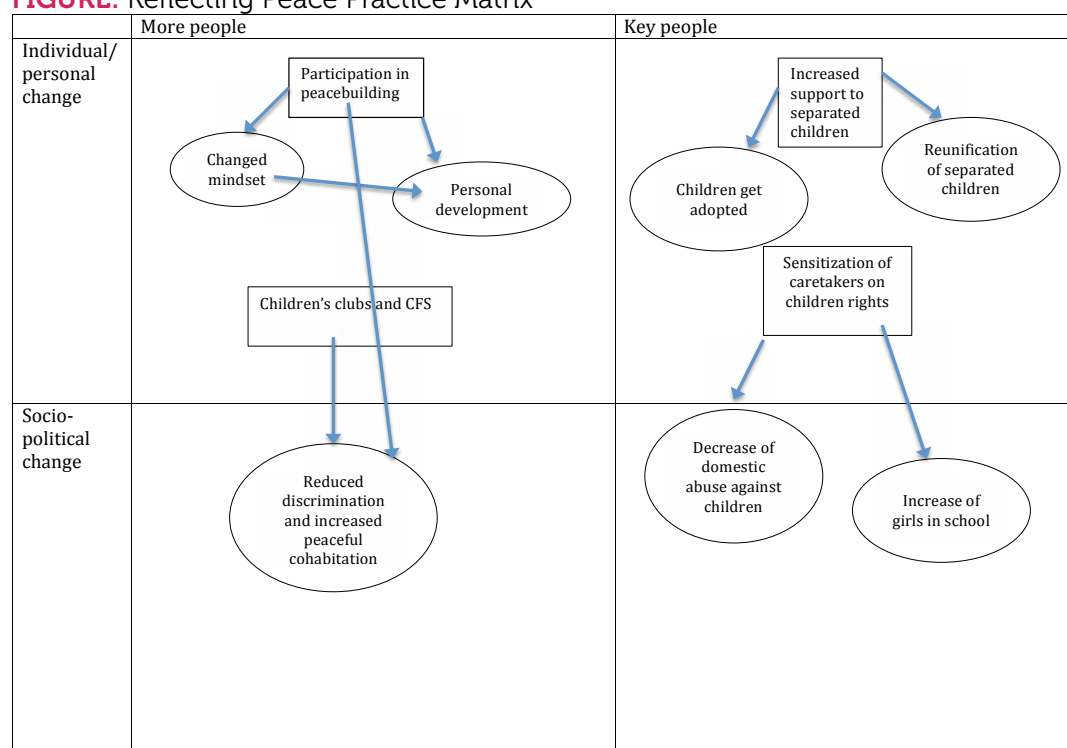 FIGURE: Reflecting Peace Practice Matrix
More people
Key people
Individual/
personal
change
Participation in
peacebuilding
Changed
mindset
Personal
development
Children's clubs and CFS
Increased
support to
separated
children
Children get
adopted
Reunification
of separated
children
Sensitization of
caretakers on
children rights
Socio-
political
change
Reduced
discrimination
and increased
peaceful
cohabitation
Decrease of
domestic
abuse against
children
Increase of
girls in school